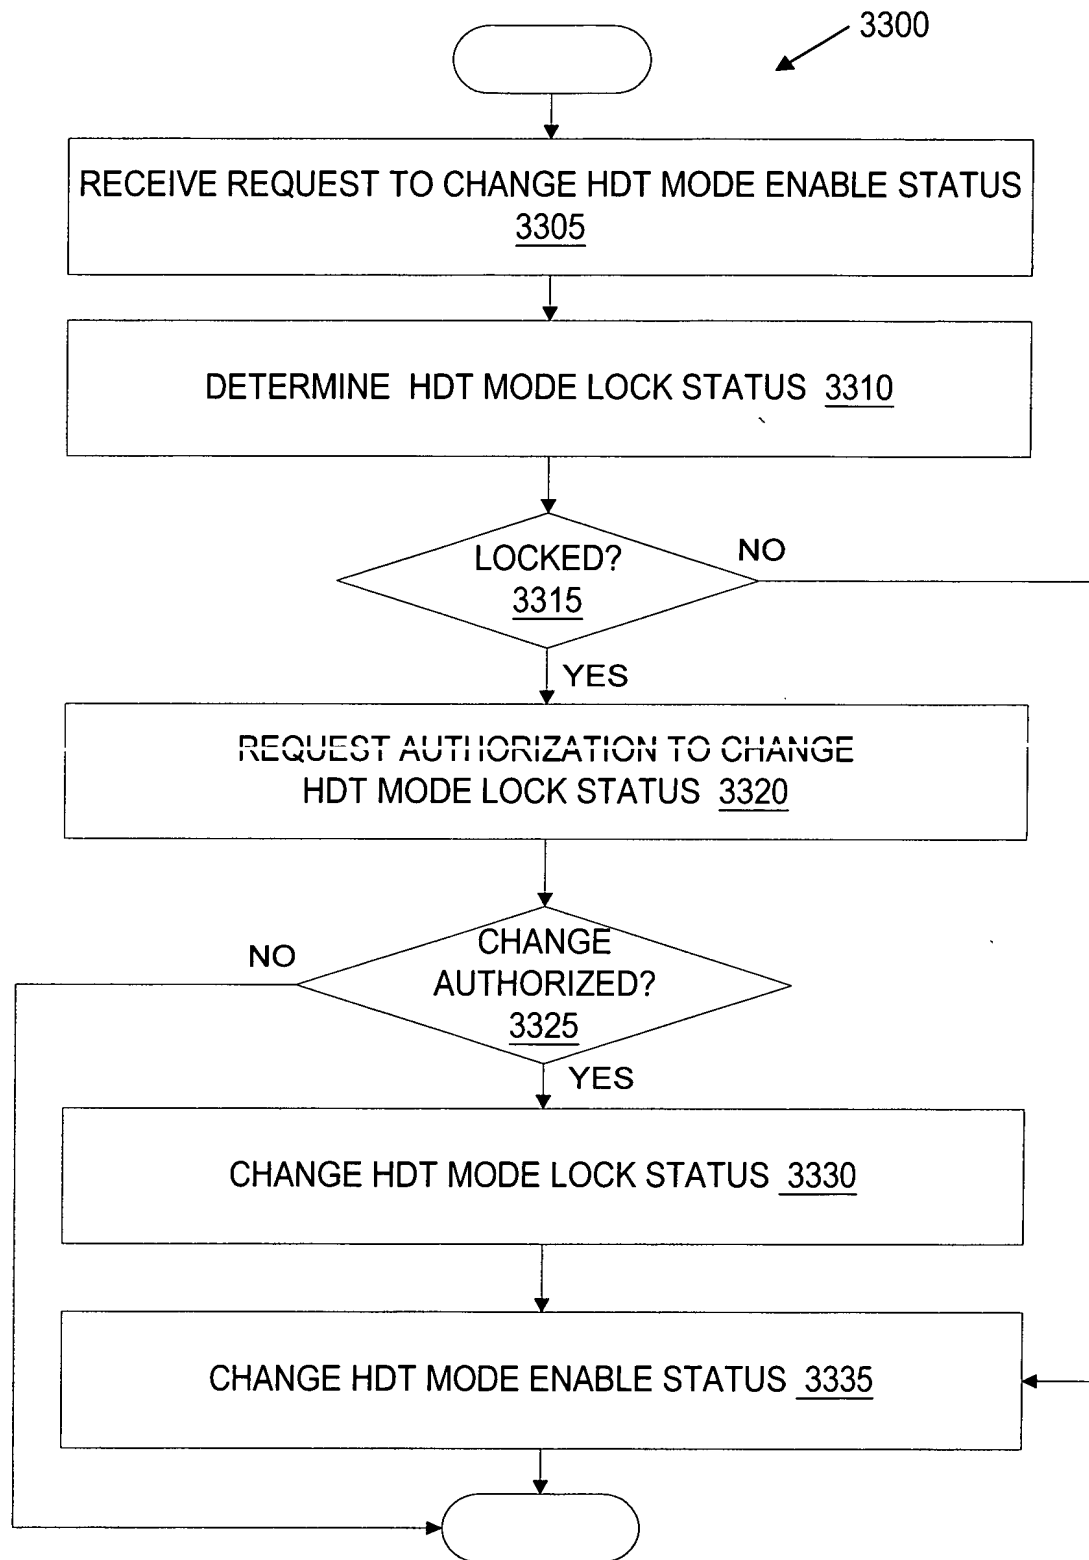 3300
RECEIVE REQUEST TO CHANGE HDT MODE ENABLE STATUS
3305
DETERMINE HDT MODE LOCK STATUS 3310
LOCKED?
3315
NO
YES
REQUEST AUTHORIZATION TO CHANGE
HDT MODE LOCK STATUS 3320
NO
CHANGE
AUTHORIZED?
3325
YES
CHANGE HDT MODE LOCK STATUS 3330
CHANGE HDT MODE ENABLE STATUS 3335